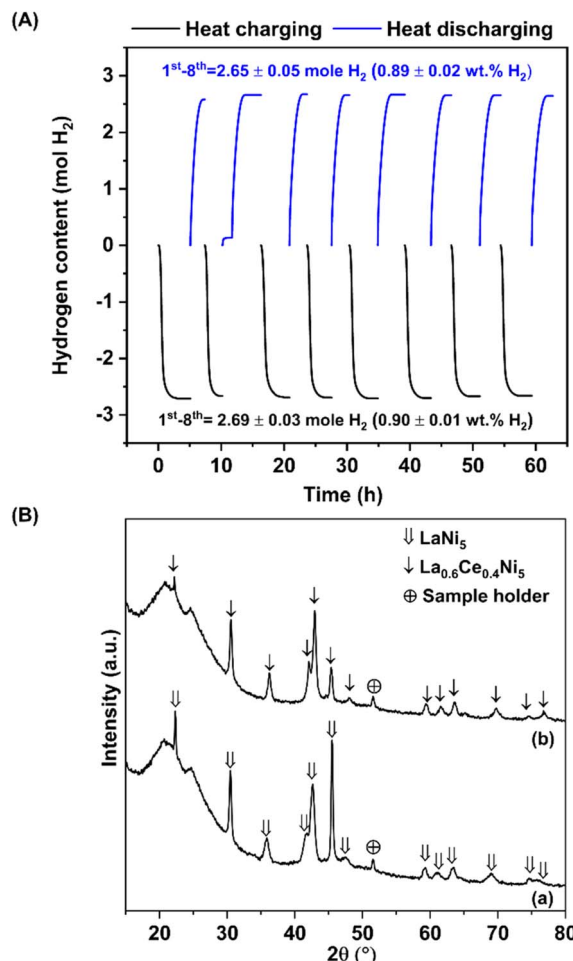 (A)
Heat charging Heat discharging
1st-8th=2.65 ± 0.05 mole H2 (0.89 ± 0.02 wt.% H2)
3
2
1
0
-1
-2
-3
Hydrogen content (mol H2)
1st-8th= 2.69 ± 0.03 mole H2 (0.90 ± 0.01 wt.% H2)
0 10 20 30 40 50 60
Time (h)
(B)
⇓ LaNi5
↓ La0.6Ce0.4Ni5
⊕ Sample holder
Intensity (a.u.)
(b)
(a)
20 30 40 50 60 70 80
2θ (°)